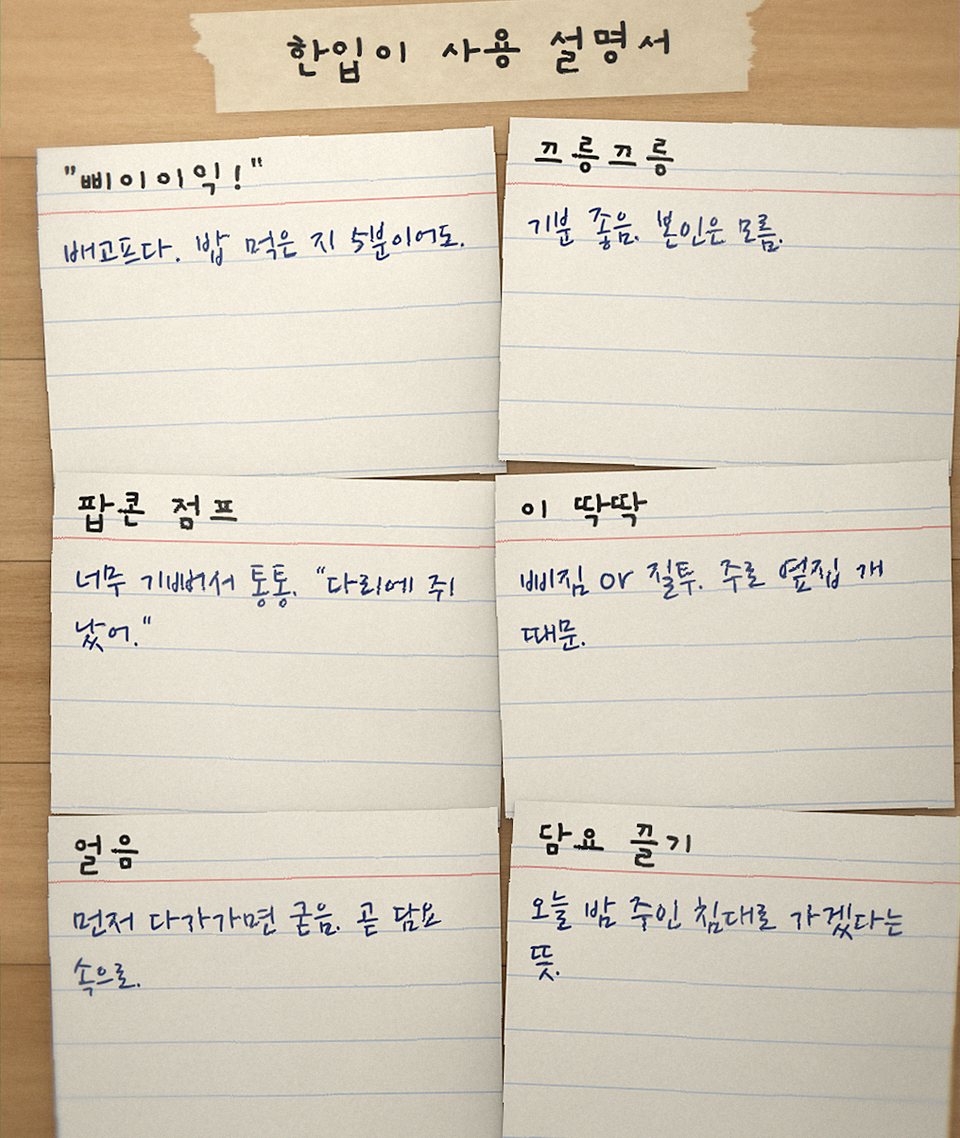 한입이 사용 설명서
"삐이이익!"
배고프다. 밥 먹은 지 5분이어도.
끄릉끄릉
기분 좋음. 본인은 모름.
팝콘 점프
너무 기뻐서 통통. "다리에 쥐
났어."
이 딱딱
삐짐 or 질투. 주로 옆집 개
때문.
얼음
먼저 다가가면 굳음. 곧 담요
속으로.
담요 끌기
오늘 밤 주인 침대로 가겠다는
뜻.